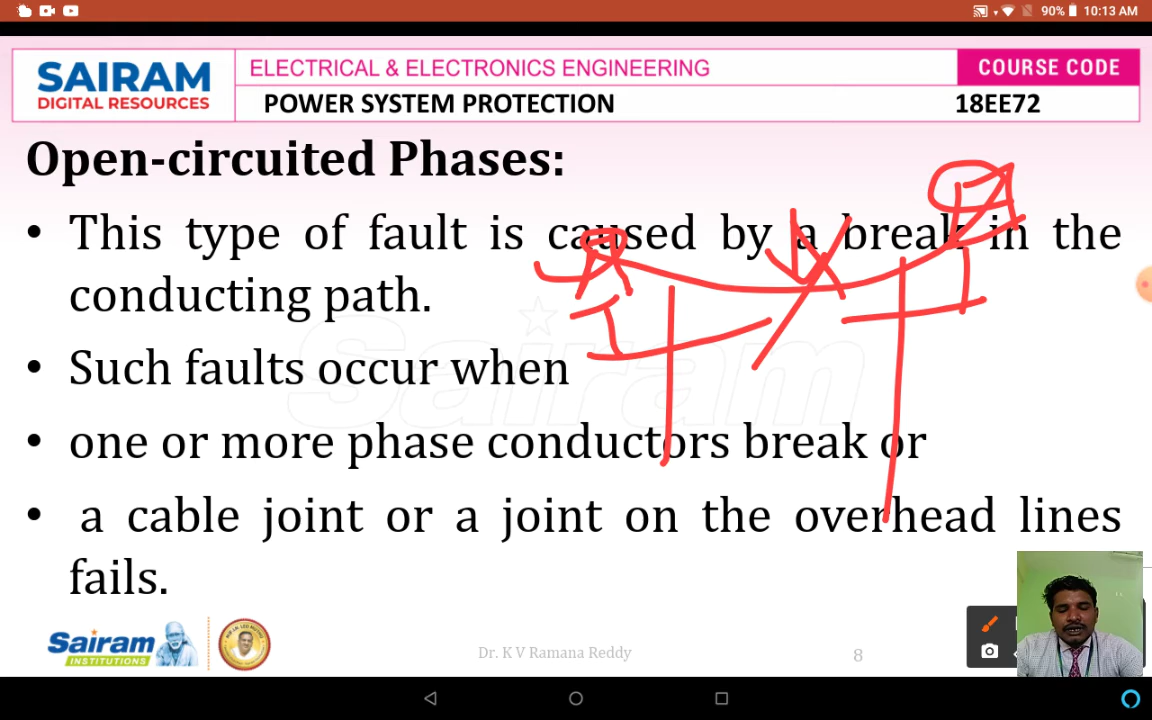 90% 10:13 AM
SAIRAM
DIGITAL RESOURCES
ELECTRICAL & ELECTRONICS ENGINEERING
COURSE CODE
POWER SYSTEM PROTECTION
18EE72
Open-circuited Phases:
• This type of fault is caused by a break in the
conducting path.
• Such faults occur when
• one or more phase conductors break or
• a cable joint or a joint on the overhead lines
fails.
Sairam
Sairam
INSTITUTIONS
Dr. K V Ramana Reddy
8